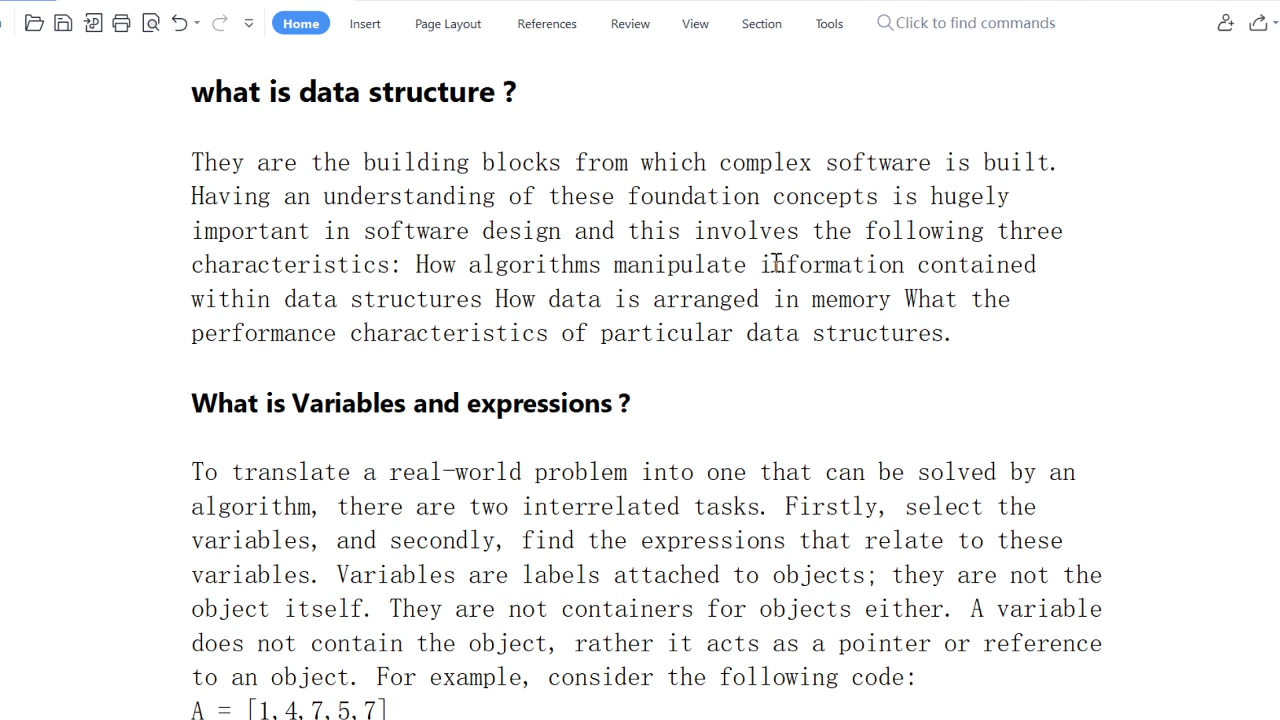 Home Insert Page Layout References Review View Section Tools Click to find commands
what is data structure ?
They are the building blocks from which complex software is built.
Having an understanding of these foundation concepts is hugely
important in software design and this involves the following three
characteristics: How algorithms manipulate information contained
within data structures How data is arranged in memory What the
performance characteristics of particular data structures.
What is Variables and expressions ?
To translate a real-world problem into one that can be solved by an
algorithm, there are two interrelated tasks. Firstly, select the
variables, and secondly, find the expressions that relate to these
variables. Variables are labels attached to objects; they are not the
object itself. They are not containers for objects either. A variable
does not contain the object, rather it acts as a pointer or reference
to an object. For example, consider the following code:
A = [1,4,7,5,7]